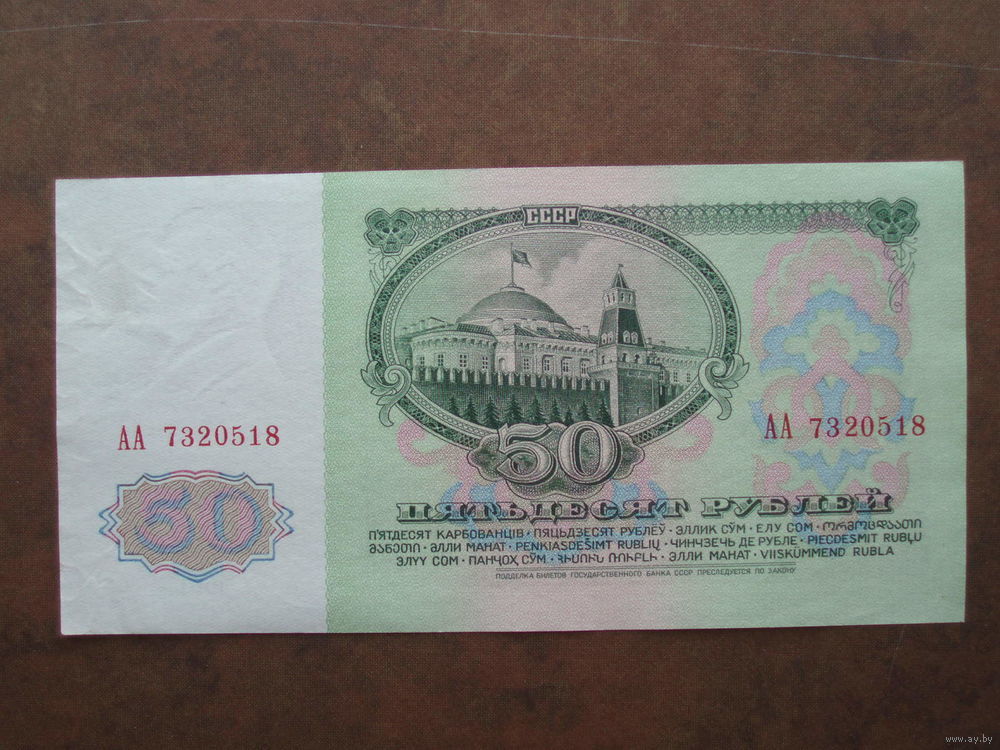 СССР
АА 7320518
АА 7320518
50
50
ПЯТЬДЕСЯТ РУБЛЕЙ
П'ЯТДЕСЯТ КАРБОВАНЦІВ · ПЯЦЬДЗЕСЯТ РУБЛЁЎ · ЭЛЛИК СЎМ · ЕЛУ СОМ · ᲝᲠᲛᲝᲪᲓᲐᲐᲗᲘ
ᲛᲐᲜᲔᲗᲘ · ӘЛЛИ МАНАТ · PENKIASDEŠIMT RUBLIŲ · ЧИНЧЗЕЧЬ ДЕ РУБЛЕ · PIECDESMIT RUBĻU
ЭЛҮҮ СОМ · ПАНҶОҲ СӮМ · ՀԻՍՈՒՆ ՌՈՒԲԼԻ · ЭЛЛИ МАНАТ · VIISKÜMMEND RUBLA
ПОДДЕЛКА БИЛЕТОВ ГОСУДАРСТВЕННОГО БАНКА СССР ПРЕСЛЕДУЕТСЯ ПО ЗАКОНУ
www.ay.by